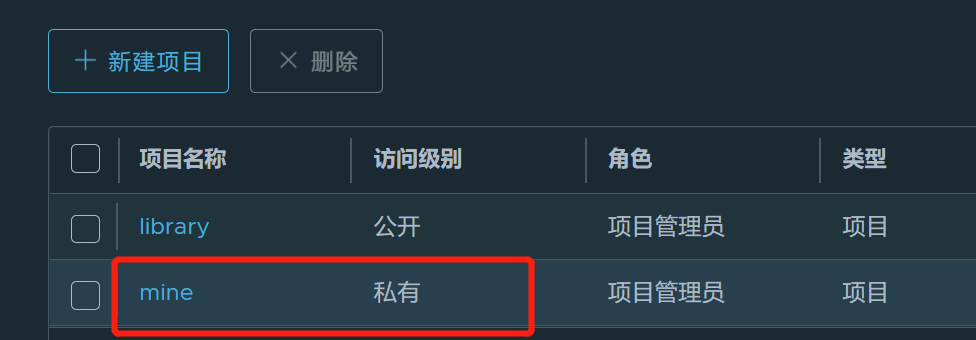 + 新建项目 × 删除
项目名称 访问级别 角色 类型
library 公开 项目管理员 项目
mine 私有 项目管理员 项目